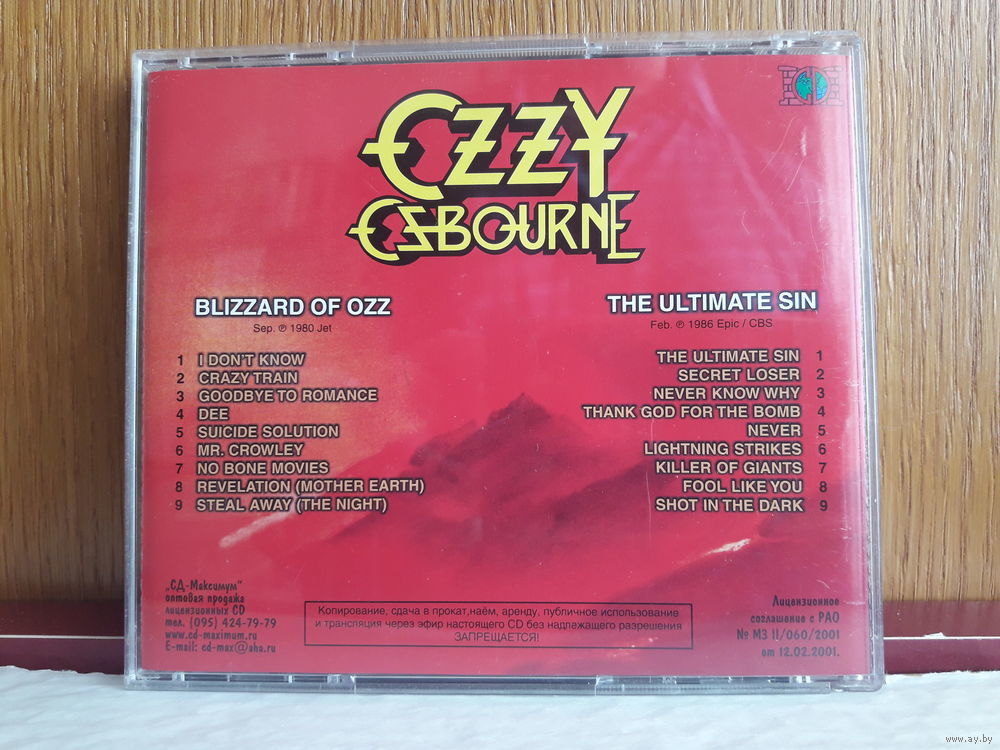 OZZY
OSBOURNE
BLIZZARD OF OZZ
Sep. ℗ 1980 Jet
1 I DON'T KNOW
2 CRAZY TRAIN
3 GOODBYE TO ROMANCE
4 DEE
5 SUICIDE SOLUTION
6 MR. CROWLEY
7 NO BONE MOVIES
8 REVELATION (MOTHER EARTH)
9 STEAL AWAY (THE NIGHT)
THE ULTIMATE SIN
Feb. ℗ 1986 Epic / CBS
THE ULTIMATE SIN 1
SECRET LOSER 2
NEVER KNOW WHY 3
THANK GOD FOR THE BOMB 4
NEVER 5
LIGHTNING STRIKES 6
KILLER OF GIANTS 7
FOOL LIKE YOU 8
SHOT IN THE DARK 9
„СД-Максимум"
оптовая продажа
лицензионных CD
тел. (095) 424-79-79
www.cd-maximum.ru
E-mail: cd-max@aha.ru
Копирование, сдача в прокат,наём, аренду, публичное использование
и трансляция через эфир настоящего CD без надлежащего разрешения
ЗАПРЕЩАЕТСЯ!
Лицензионное
соглашение с РАО
№ МЗ II/060/2001
от 12.02.2001.
www.ay.by